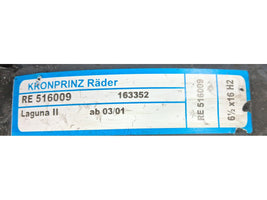 KRONPRINZ Räder
RE 516009 163352
Laguna II ab 03/01
RE 516009
6½ x 16 H2